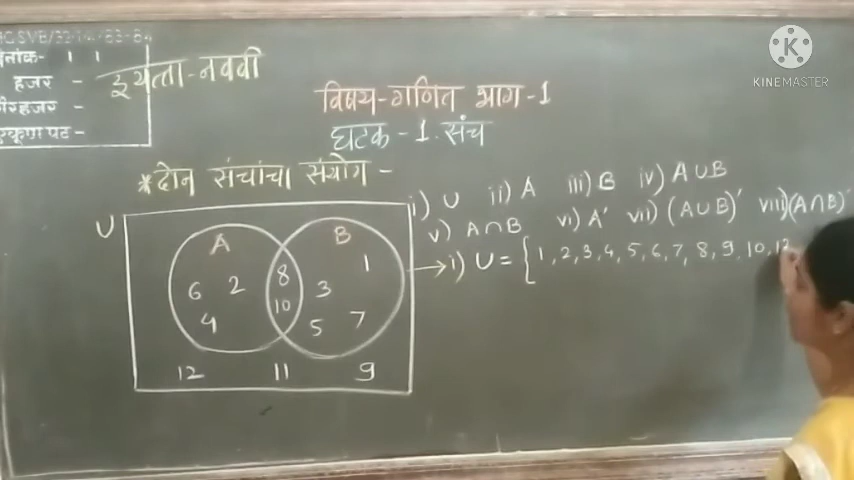 इयत्ता-नववी
हजर -
विषय-गणित भाग-1
घटक-1. संच
*दोन संचांचा संयोग-
i) U ii) A iii) B iv) A∪B
v) A∩B vi) A' vii) (A∪B)' viii) (A∩B)'
→ i) U = { 1, 2, 3, 4, 5, 6, 7, 8, 9, 10, 12
U
A B
6 2 8 3 1
4 10 5 7
12 11 9
K
KINEMASTER